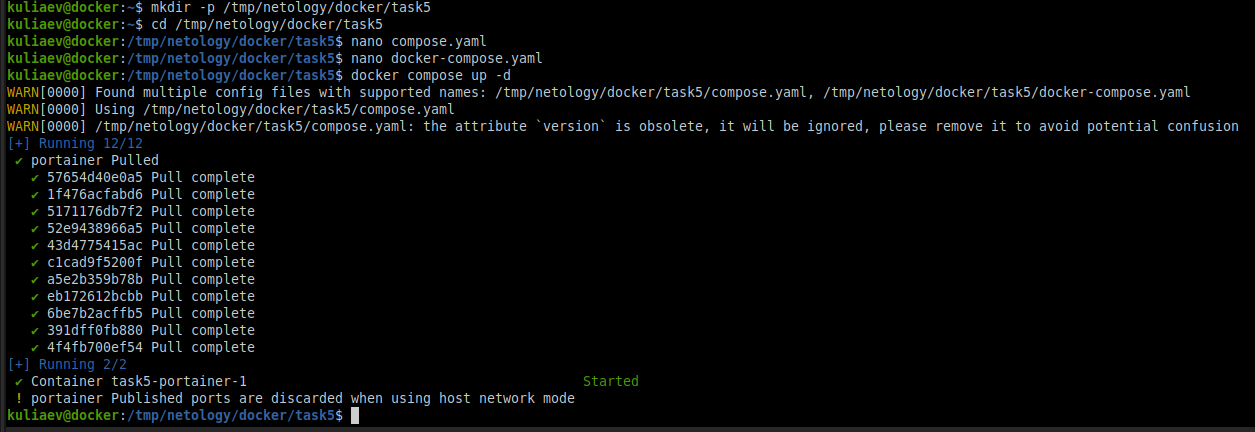 kuliaev@docker:~$ mkdir -p /tmp/netology/docker/task5
kuliaev@docker:~$ cd /tmp/netology/docker/task5
kuliaev@docker:/tmp/netology/docker/task5$ nano compose.yaml
kuliaev@docker:/tmp/netology/docker/task5$ nano docker-compose.yaml
kuliaev@docker:/tmp/netology/docker/task5$ docker compose up -d
WARN[0000] Found multiple config files with supported names: /tmp/netology/docker/task5/compose.yaml, /tmp/netology/docker/task5/docker-compose.yaml
WARN[0000] Using /tmp/netology/docker/task5/compose.yaml
WARN[0000] /tmp/netology/docker/task5/compose.yaml: the attribute `version` is obsolete, it will be ignored, please remove it to avoid potential confusion
[+] Running 12/12
✔ portainer Pulled
✔ 57654d40e0a5 Pull complete
✔ 1f476acfabd6 Pull complete
✔ 5171176db7f2 Pull complete
✔ 52e9438966a5 Pull complete
✔ 43d4775415ac Pull complete
✔ c1cad9f5200f Pull complete
✔ a5e2b359b78b Pull complete
✔ eb172612bcbb Pull complete
✔ 6be7b2acffb5 Pull complete
✔ 391dff0fb880 Pull complete
✔ 4f4fb700ef54 Pull complete
[+] Running 2/2
✔ Container task5-portainer-1 Started
! portainer Published ports are discarded when using host network mode
kuliaev@docker:/tmp/netology/docker/task5$